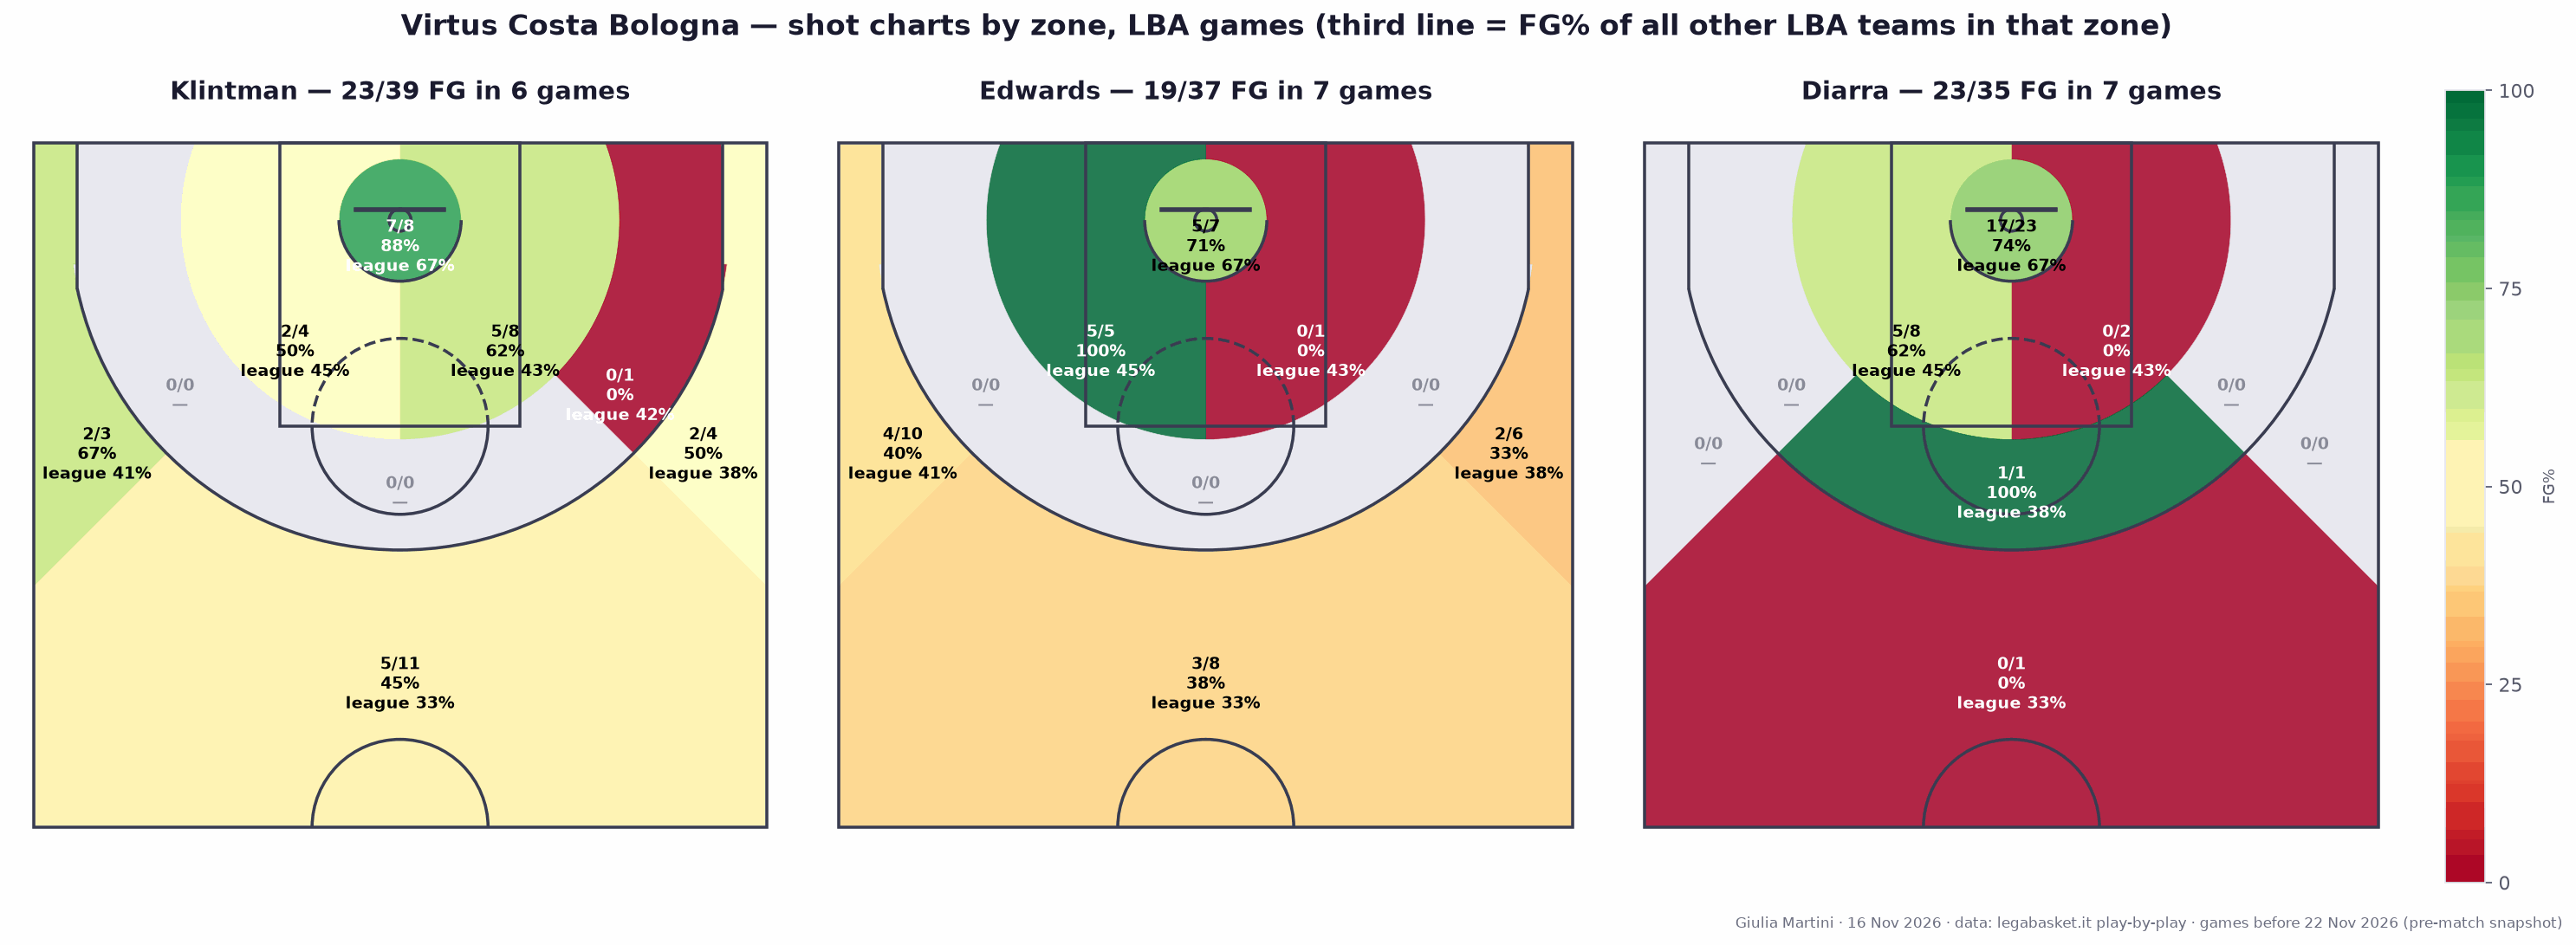 Virtus Costa Bologna — shot charts by zone, LBA games (third line = FG% of all other LBA teams in that zone)
Klintman — 23/39 FG in 6 games
7/8
88%
league 67%
2/4
50%
league 45%
5/8
62%
league 43%
0/0
—
0/1
0%
league 42%
2/3
67%
league 41%
2/4
50%
league 38%
0/0
—
5/11
45%
league 33%
Edwards — 19/37 FG in 7 games
5/7
71%
league 67%
5/5
100%
league 45%
0/1
0%
league 43%
0/0
—
0/0
—
4/10
40%
league 41%
2/6
33%
league 38%
0/0
—
3/8
38%
league 33%
Diarra — 23/35 FG in 7 games
17/23
74%
league 67%
5/8
62%
league 45%
0/2
0%
league 43%
0/0
—
0/0
—
0/0
—
0/0
—
1/1
100%
league 38%
0/1
0%
league 33%
100
75
50
25
0
FG%
Giulia Martini · 16 Nov 2026 · data: legabasket.it play-by-play · games before 22 Nov 2026 (pre-match snapshot)